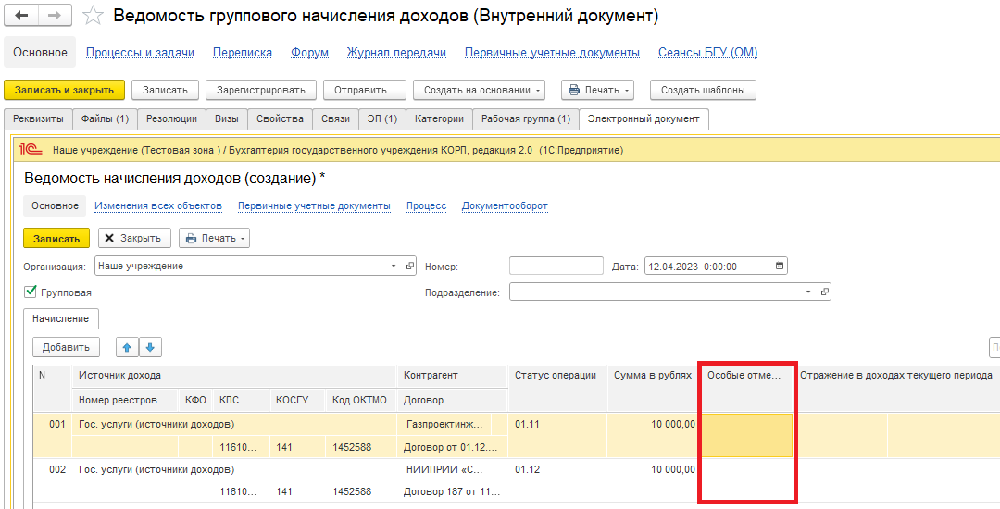 Ведомость группового начисления доходов (Внутренний документ)
Основное Процессы и задачи Переписка Форум Журнал передачи Первичные учетные документы Сеансы БГУ (ОМ)
Записать и закрыть Записать Зарегистрировать Отправить... Создать на основании Печать Создать шаблоны
Реквизиты Файлы (1) Резолюции Визы Свойства Связи ЭП (1) Категории Рабочая группа (1) Электронный документ
1С Наше учреждение (Тестовая зона ) / Бухгалтерия государственного учреждения КОРП, редакция 2.0 (1С:Предприятие)
Ведомость начисления доходов (создание) *
Основное Изменения всех объектов Первичные учетные документы Процесс Документооборот
Записать Закрыть Печать
Организация: Наше учреждение Номер: Дата: 12.04.2023 0:00:00
Групповая Подразделение:
Начисление
Добавить
N Источник дохода Контрагент Статус операции Сумма в рублях Особые отме... Отражение в доходах текущего периода
Номер реестров... КФО КПС КОСГУ Код ОКТМО Договор
001 Гос. услуги (источники доходов) Газпроектинж... 01.11 10 000,00
11610... 141 1452588 Договор от 01.12....
002 Гос. услуги (источники доходов) НИИПРИИ «С... 01.12 10 000,00
11610... 141 1452588 Договор 187 от 11...